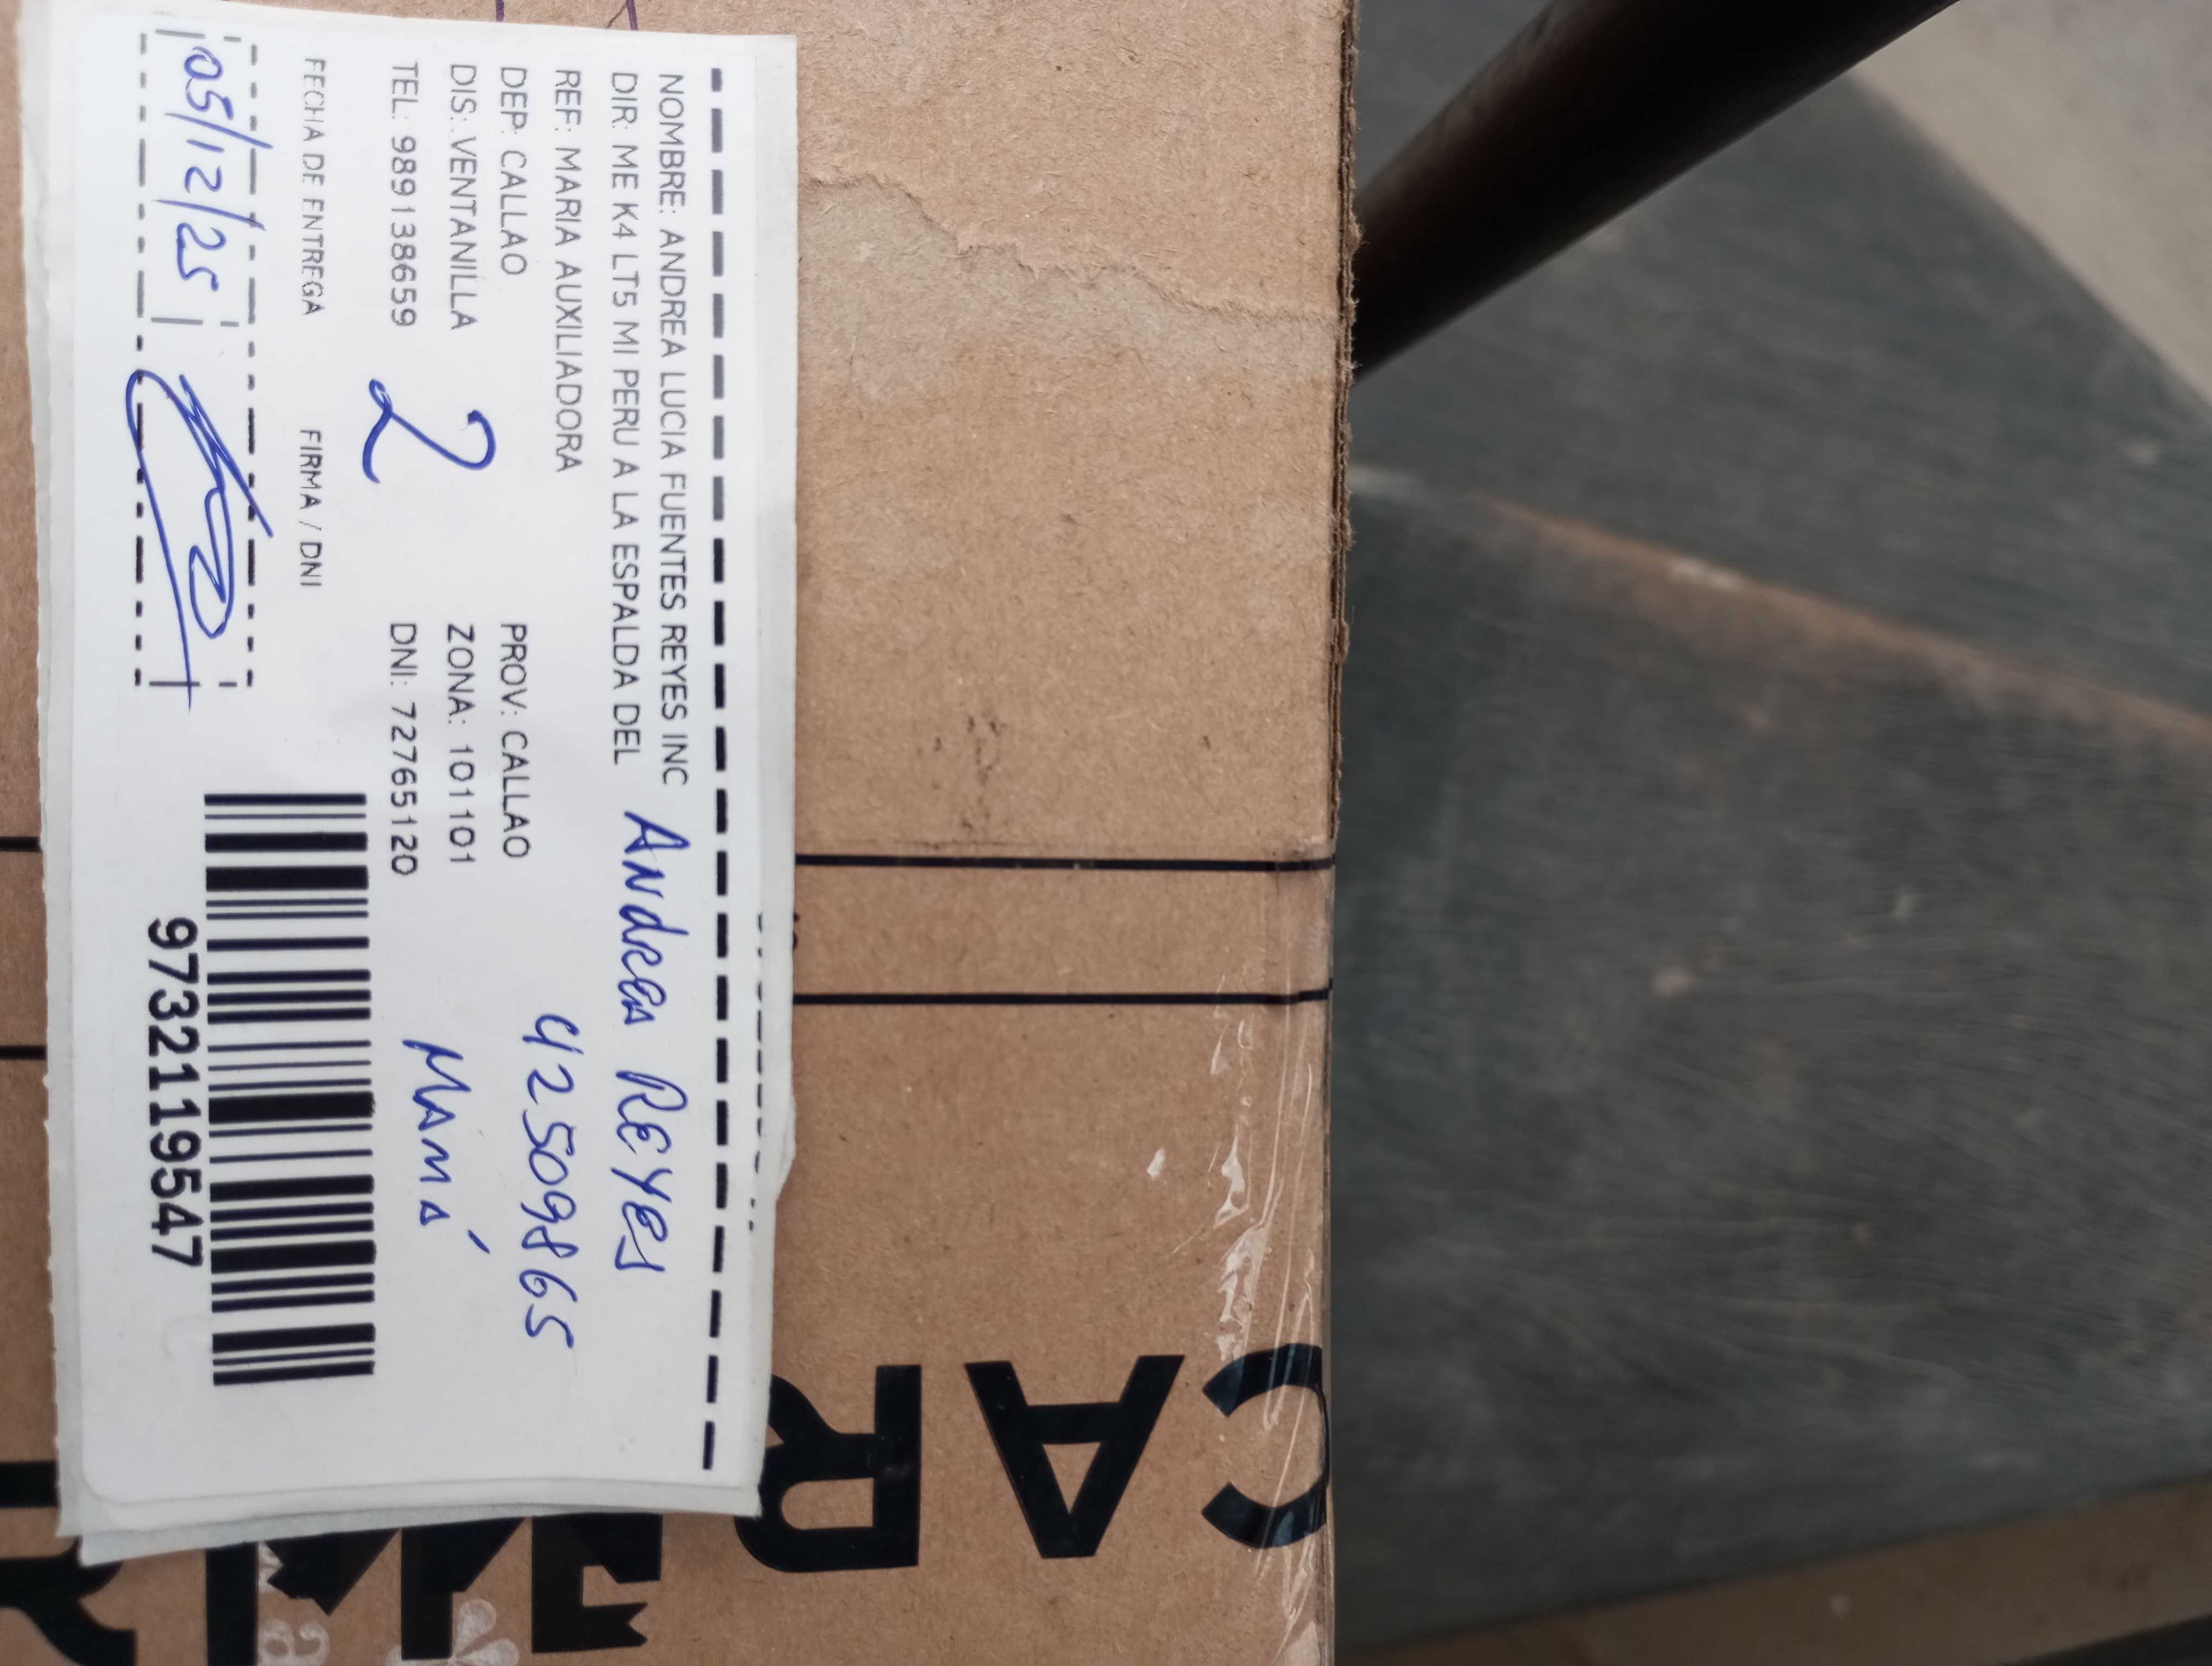 NOMBRE: ANDREA LUCIA FUENTES REYES INC
DIR: ME K4 LT5 MI PERU A LA ESPALDA DEL
Andrea Reyes
REF: MARIA AUXILIADORA
42509865
DEP: CALLAO PROV: CALLAO
DIS: VENTANILLA ZONA: 101101
Mamá
TEL: 989138659 DNI: 72765120
2
FECHA DE ENTREGA FIRMA / DNI
05/12/25
9732119547
CAR